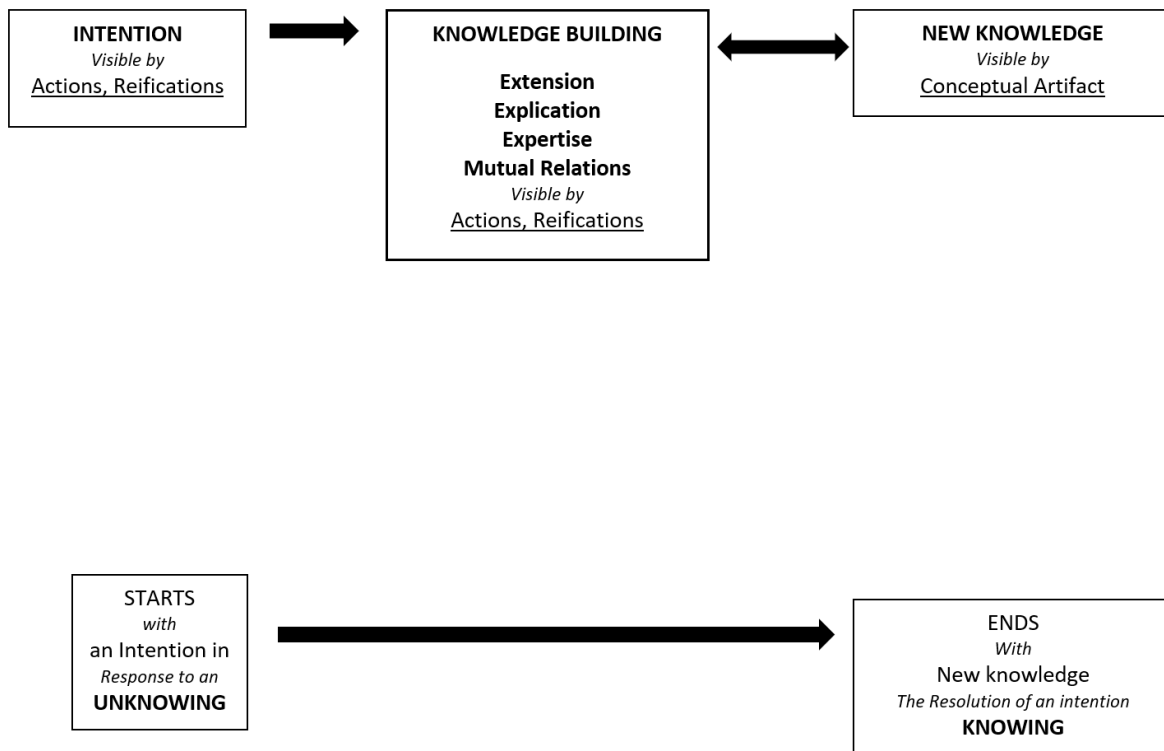 INTENTION
Visible by
Actions, Reifications
KNOWLEDGE BUILDING
Extension
Explication
Expertise
Mutual Relations
Visible by
Actions, Reifications
NEW KNOWLEDGE
Visible by
Conceptual Artifact
STARTS
with
an Intention in
Response to an
UNKNOWING
ENDS
With
New knowledge
The Resolution of an intention
KNOWING